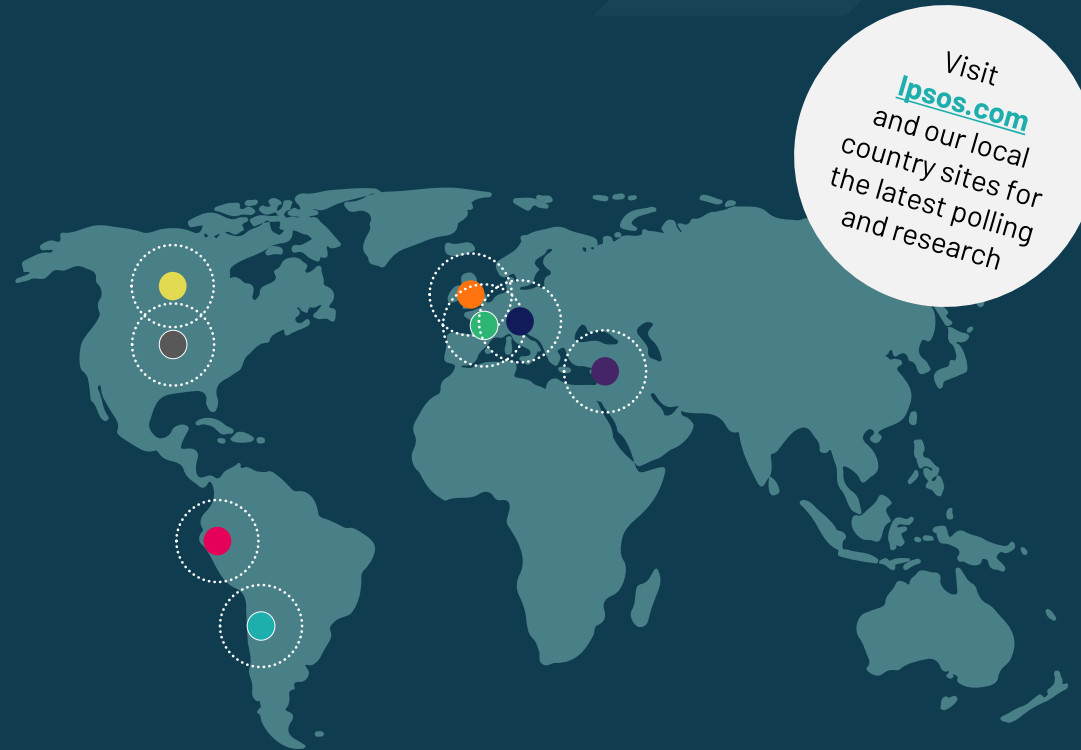 Visit
Ipsos.com
and our local
country sites for
the latest polling
and research